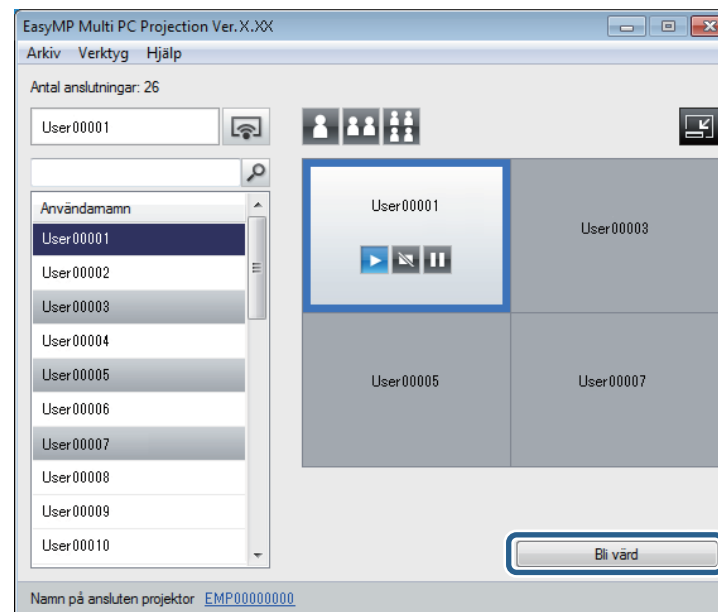 EasyMP Multi PC Projection Ver.X.XX
Arkiv Verktyg Hjälp
Antal anslutningar: 26
User00001
Användarnamn
User00001
User00002
User00003
User00004
User00005
User00006
User00007
User00008
User00009
User00010
User00001
User00003
User00005
User00007
Bli värd
Namn på ansluten projektor EMP00000000